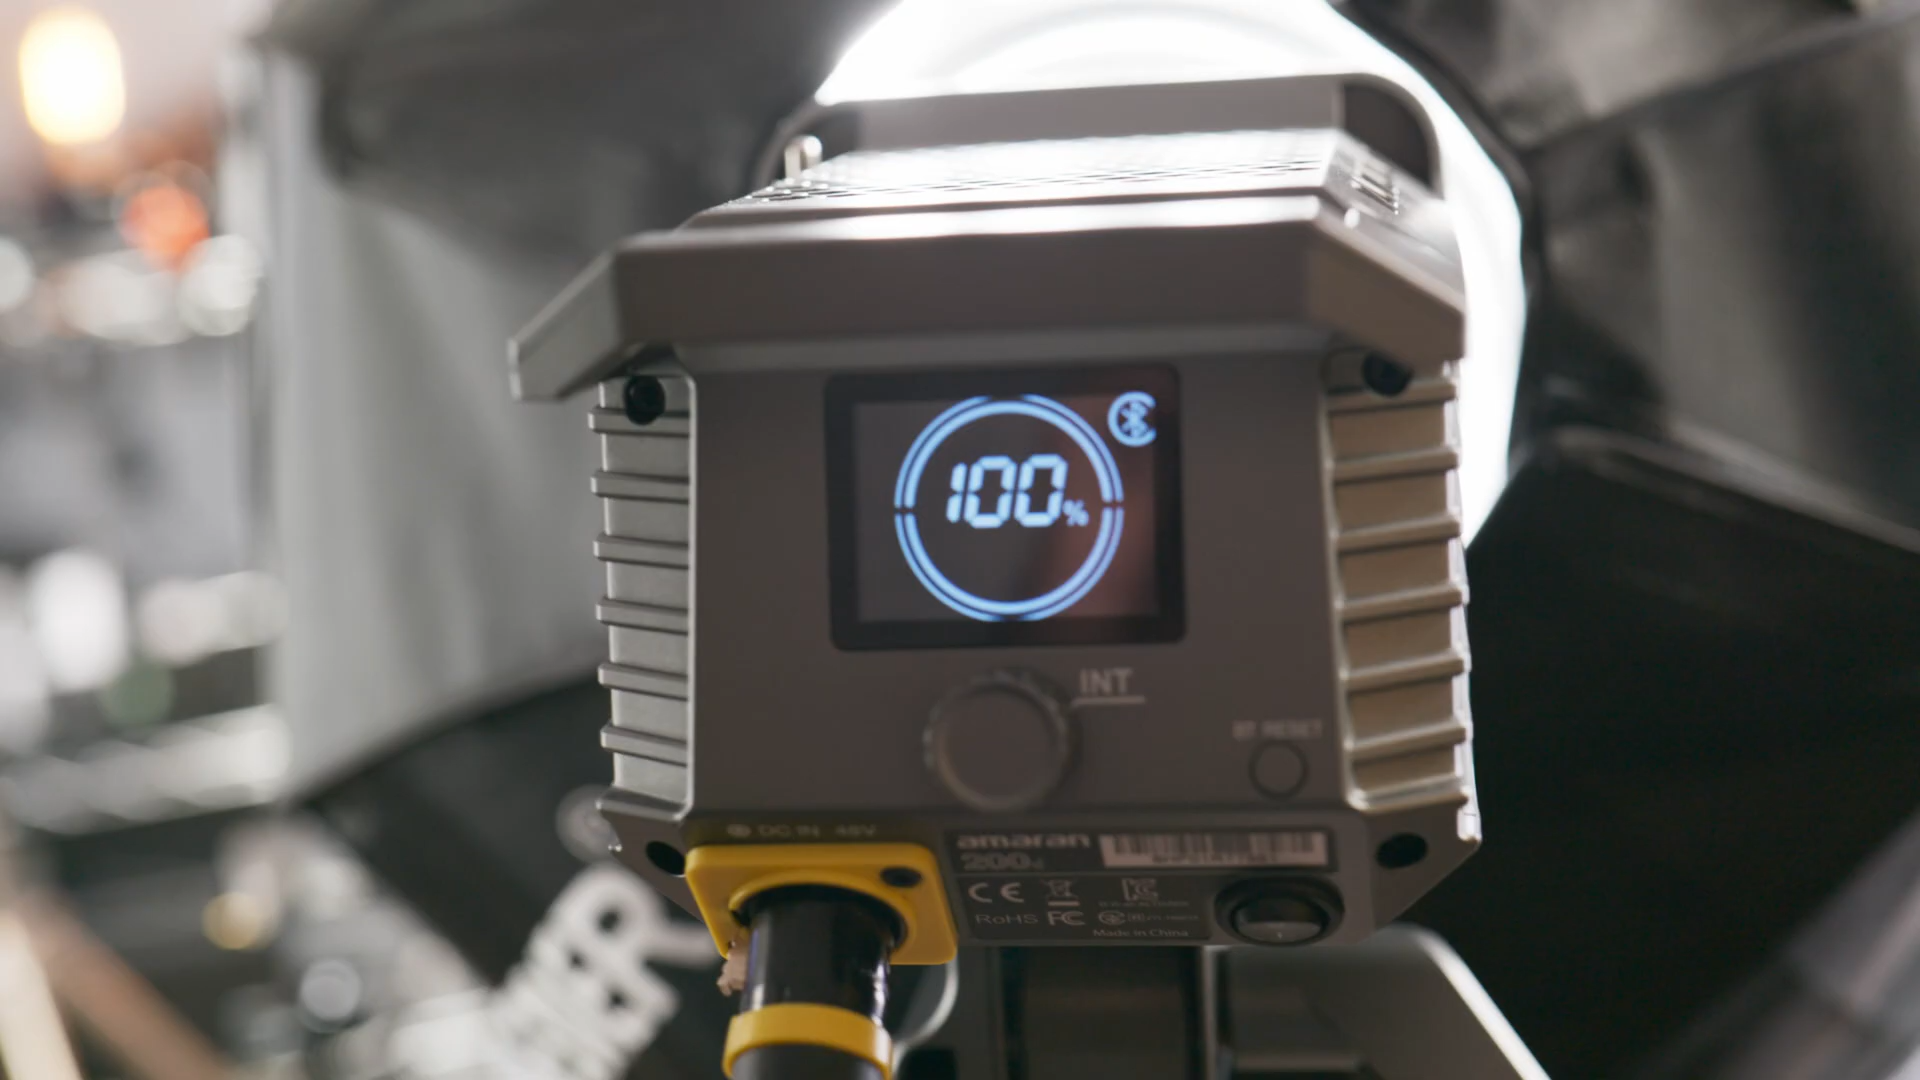 100%
INT
BT RESET
DC IN 48V
amaran
200d
CE
RoHS FC
Made in China